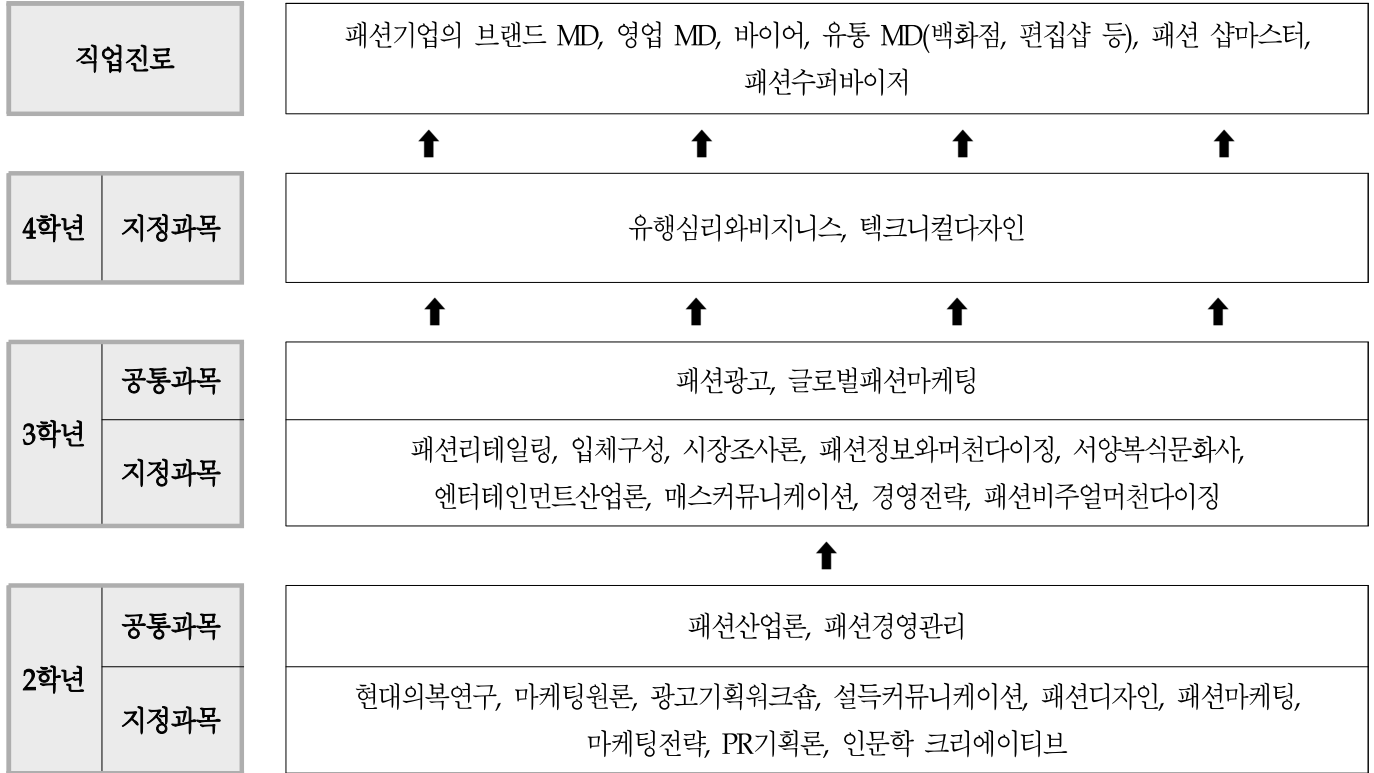 직업진로
패션기업의 브랜드 MD, 영업 MD, 바이어, 유통 MD(백화점, 편집샵 등), 패션 샵마스터,
패션수퍼바이저
4학년
지정과목
유행심리와비지니스, 텍크니컬다자인
3학년
공통과목
패션광고, 글로벌패션마케팅
지정과목
패션리테일링, 입체구성, 시장조사론, 패션정보와머천다이징, 서양복식문화사,
엔터테인먼트산업론, 매스커뮤니케이션, 경영전략, 패션비주얼머천다이징
2학년
공통과목
패션산업론, 패션경영관리
지정과목
현대의복연구, 마케팅원론, 광고기획워크숍, 설득커뮤니케이션, 패션디자인, 패션마케팅,
마케팅전략, PR기획론, 인문학 크리에이티브